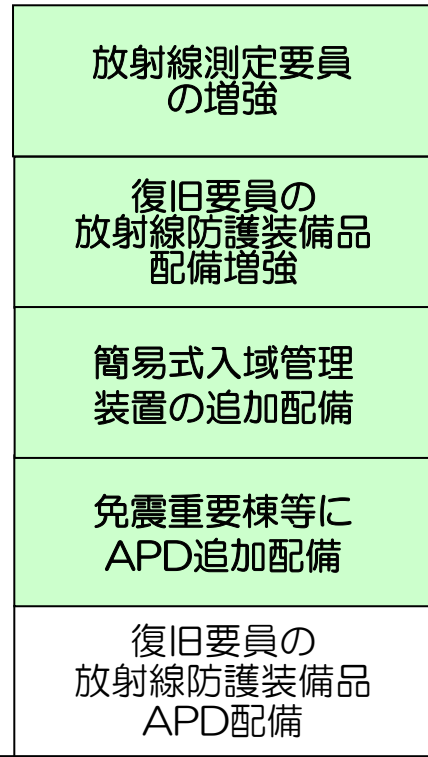 放射線測定要員
の増強
復旧要員の
放射線防護装備品
配備増強
簡易式入域管理
装置の追加配備
免震重要棟等に
APD追加配備
復旧要員の
放射線防護装備品
APD配備